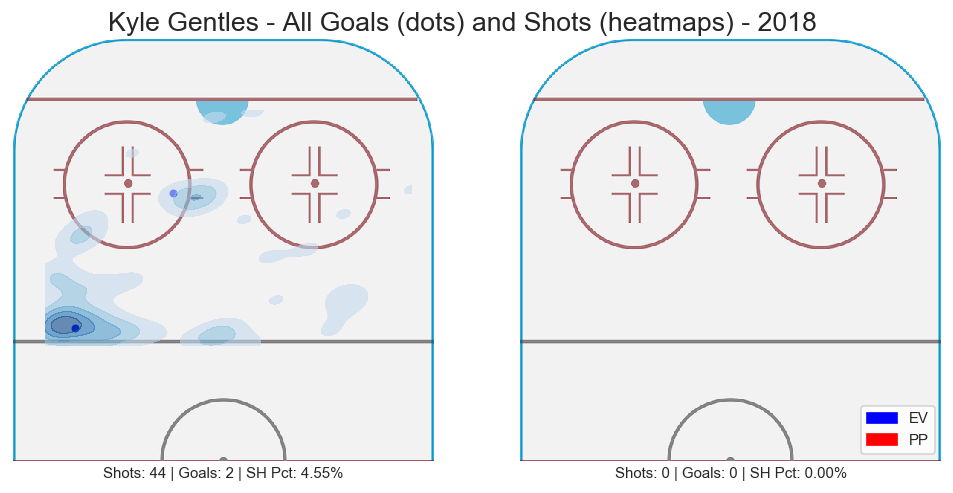 Kyle Gentles - All Goals (dots) and Shots (heatmaps) - 2018
EV
PP
Shots: 44 | Goals: 2 | SH Pct: 4.55%
Shots: 0 | Goals: 0 | SH Pct: 0.00%